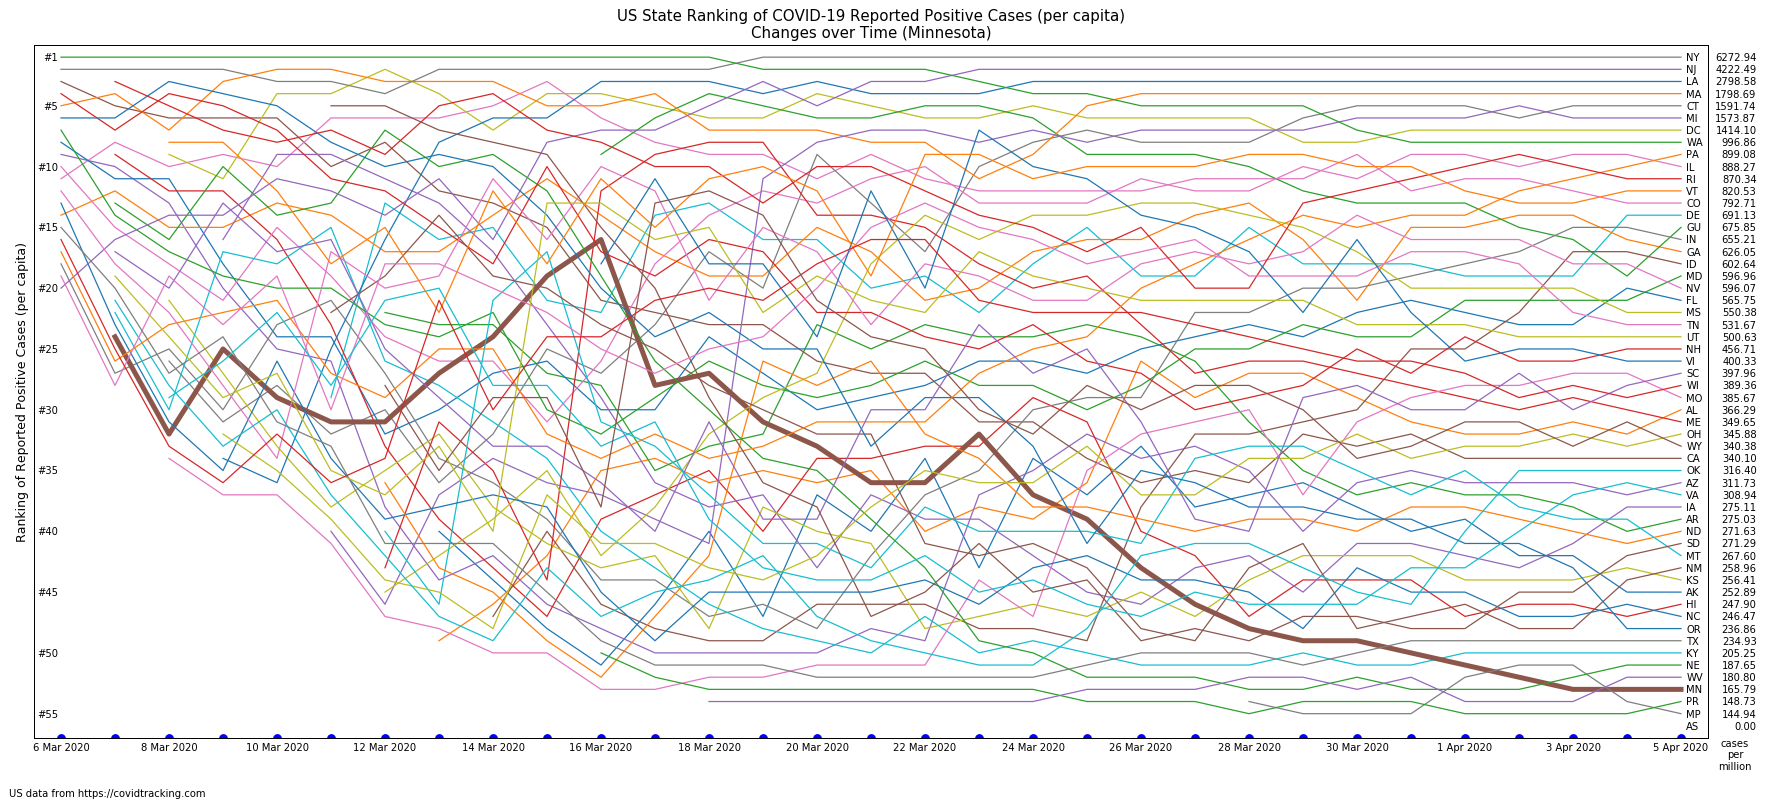 US State Ranking of COVID-19 Reported Positive Cases (per capita)
Changes over Time (Minnesota)
Ranking of Reported Positive Cases (per capita)
#1
#5
#10
#15
#20
#25
#30
#35
#40
#45
#50
#55
NY 6272.94
NJ 4222.49
LA 2798.58
MA 1798.69
CT 1591.74
MI 1573.87
DC 1414.10
WA 996.86
PA 899.08
IL 888.27
RI 870.34
VT 820.53
CO 792.71
DE 691.13
GU 675.85
IN 655.21
GA 626.05
ID 602.64
MD 596.96
NV 596.07
FL 565.75
MS 550.38
TN 531.67
UT 500.63
NH 456.71
VI 400.33
SC 397.96
WI 389.36
MO 385.67
AL 366.29
ME 349.65
OH 345.88
WY 340.38
CA 340.10
OK 316.40
AZ 311.73
VA 308.94
IA 275.11
AR 275.03
ND 271.63
SD 271.29
MT 267.60
NM 258.96
KS 256.41
AK 252.89
HI 247.90
NC 246.47
OR 236.86
TX 234.93
KY 205.25
NE 187.65
WV 180.80
MN 165.79
PR 148.73
MP 144.94
AS 0.00
6 Mar 2020 8 Mar 2020 10 Mar 2020 12 Mar 2020 14 Mar 2020 16 Mar 2020 18 Mar 2020 20 Mar 2020 22 Mar 2020 24 Mar 2020 26 Mar 2020 28 Mar 2020 30 Mar 2020 1 Apr 2020 3 Apr 2020 5 Apr 2020
cases
per
million
US data from https://covidtracking.com